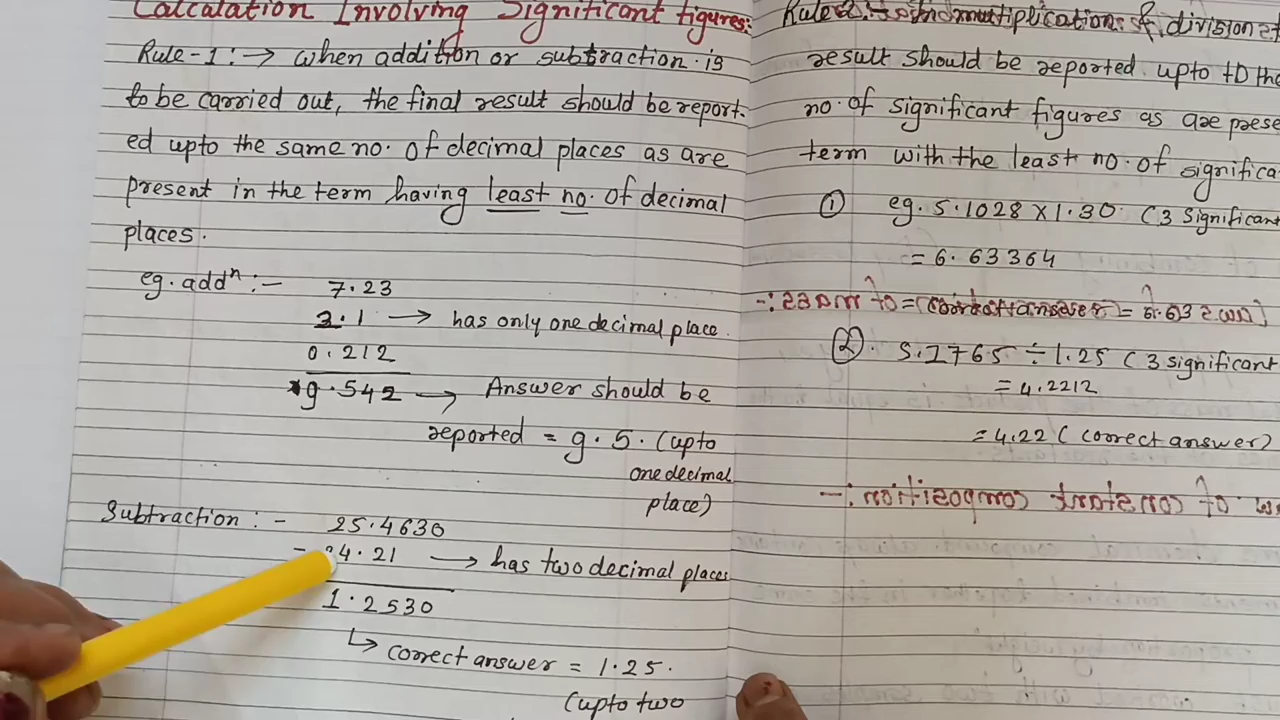 Calculation Involving Significant figures:
Rule-1:→ when addition or subtraction is
to be carried out, the final result should be report-
ed upto the same no. of decimal places as are
present in the term having least no. of decimal
places.
eg. addⁿ :- 7.23
3.1 → has only one decimal place.
0.212
9.542 → Answer should be
reported = 9.5. (upto
one decimal
place)
Subtraction :- 25.4630
- 24.21 → has two decimal places
1.2530
↳ correct answer = 1.25.
(upto two
multiplication & division
result should be reported upto
no. of significant figures as are
term with the least no. of
① eg. 5.1028 × 1.30 (3 Significant
= 6.63364
② 5.2765 ÷ 1.25 (3 significant
= 4.2212
= 4.22 (correct answer)